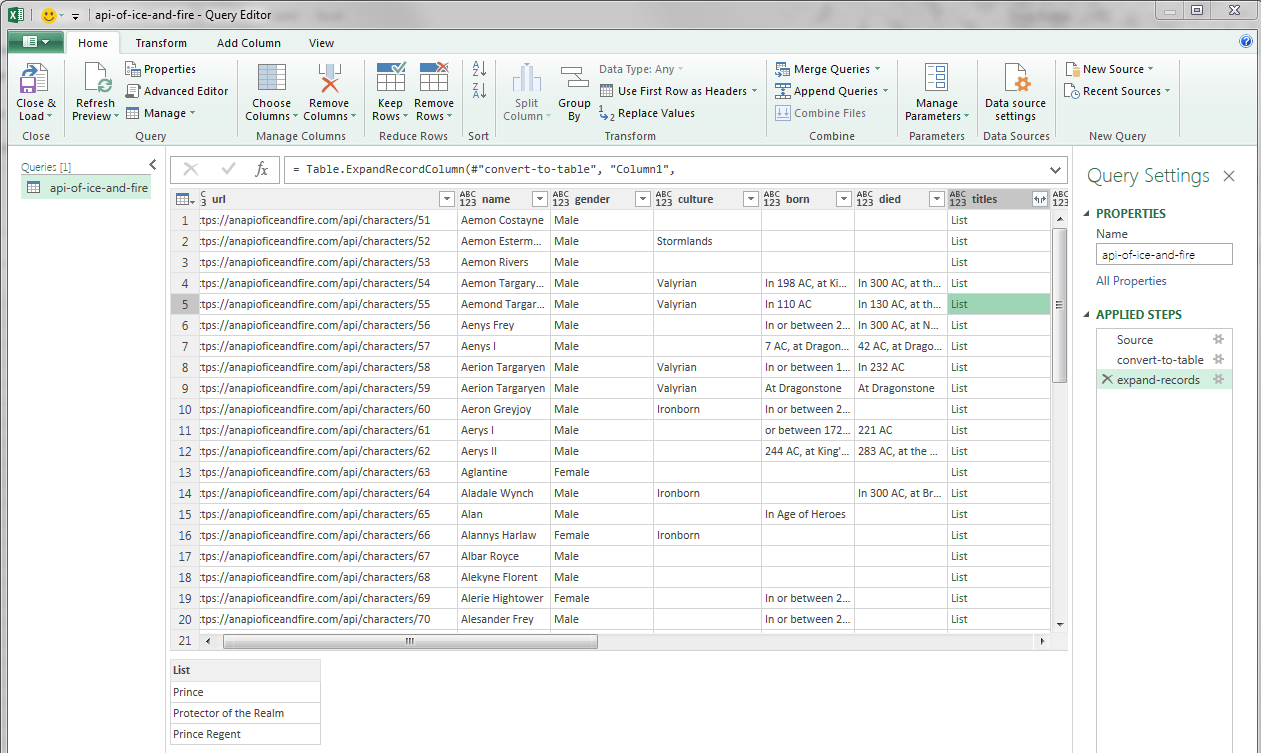 api-of-ice-and-fire - Query Editor
Home Transform Add Column View
Close & Load
Close
Refresh Preview
Properties
Advanced Editor
Manage
Query
Choose Columns
Remove Columns
Manage Columns
Keep Rows
Remove Rows
Reduce Rows
Sort
Split Column
Group By
Data Type: Any
Use First Row as Headers
Replace Values
Transform
Merge Queries
Append Queries
Combine Files
Combine
Manage Parameters
Parameters
Data source settings
Data Sources
New Source
Recent Sources
New Query
Queries [1]
api-of-ice-and-fire
= Table.ExpandRecordColumn(#"convert-to-table", "Column1",
url ABC 123 name ABC 123 gender ABC 123 culture ABC 123 born ABC 123 died ABC 123 titles ABC 123
1 :tps://anapioficeandfire.com/api/characters/51 Aemon Costayne Male List
2 :tps://anapioficeandfire.com/api/characters/52 Aemon Esterm... Male Stormlands List
3 :tps://anapioficeandfire.com/api/characters/53 Aemon Rivers Male List
4 :tps://anapioficeandfire.com/api/characters/54 Aemon Targary... Male Valyrian In 198 AC, at Ki... In 300 AC, at th... List
5 :tps://anapioficeandfire.com/api/characters/55 Aemond Targar... Male Valyrian In 110 AC In 130 AC, at th... List
6 :tps://anapioficeandfire.com/api/characters/56 Aenys Frey Male In or between 2... In 300 AC, at N... List
7 :tps://anapioficeandfire.com/api/characters/57 Aenys I Male 7 AC, at Dragon... 42 AC, at Drago... List
8 :tps://anapioficeandfire.com/api/characters/58 Aerion Targaryen Male Valyrian In or between 1... In 232 AC List
9 :tps://anapioficeandfire.com/api/characters/59 Aerion Targaryen Male Valyrian At Dragonstone At Dragonstone List
10 :tps://anapioficeandfire.com/api/characters/60 Aeron Greyjoy Male Ironborn In or between 2... List
11 :tps://anapioficeandfire.com/api/characters/61 Aerys I Male or between 172... 221 AC List
12 :tps://anapioficeandfire.com/api/characters/62 Aerys II Male 244 AC, at King'... 283 AC, at the ... List
13 :tps://anapioficeandfire.com/api/characters/63 Aglantine Female List
14 :tps://anapioficeandfire.com/api/characters/64 Aladale Wynch Male Ironborn In 300 AC, at Br... List
15 :tps://anapioficeandfire.com/api/characters/65 Alan Male In Age of Heroes List
16 :tps://anapioficeandfire.com/api/characters/66 Alannys Harlaw Female Ironborn List
17 :tps://anapioficeandfire.com/api/characters/67 Albar Royce Male List
18 :tps://anapioficeandfire.com/api/characters/68 Alekyne Florent Male List
19 :tps://anapioficeandfire.com/api/characters/69 Alerie Hightower Female In or between 2... List
20 :tps://anapioficeandfire.com/api/characters/70 Alesander Frey Male In or between 2... List
21
List
Prince
Protector of the Realm
Prince Regent
Query Settings
PROPERTIES
Name
api-of-ice-and-fire
All Properties
APPLIED STEPS
Source
convert-to-table
expand-records